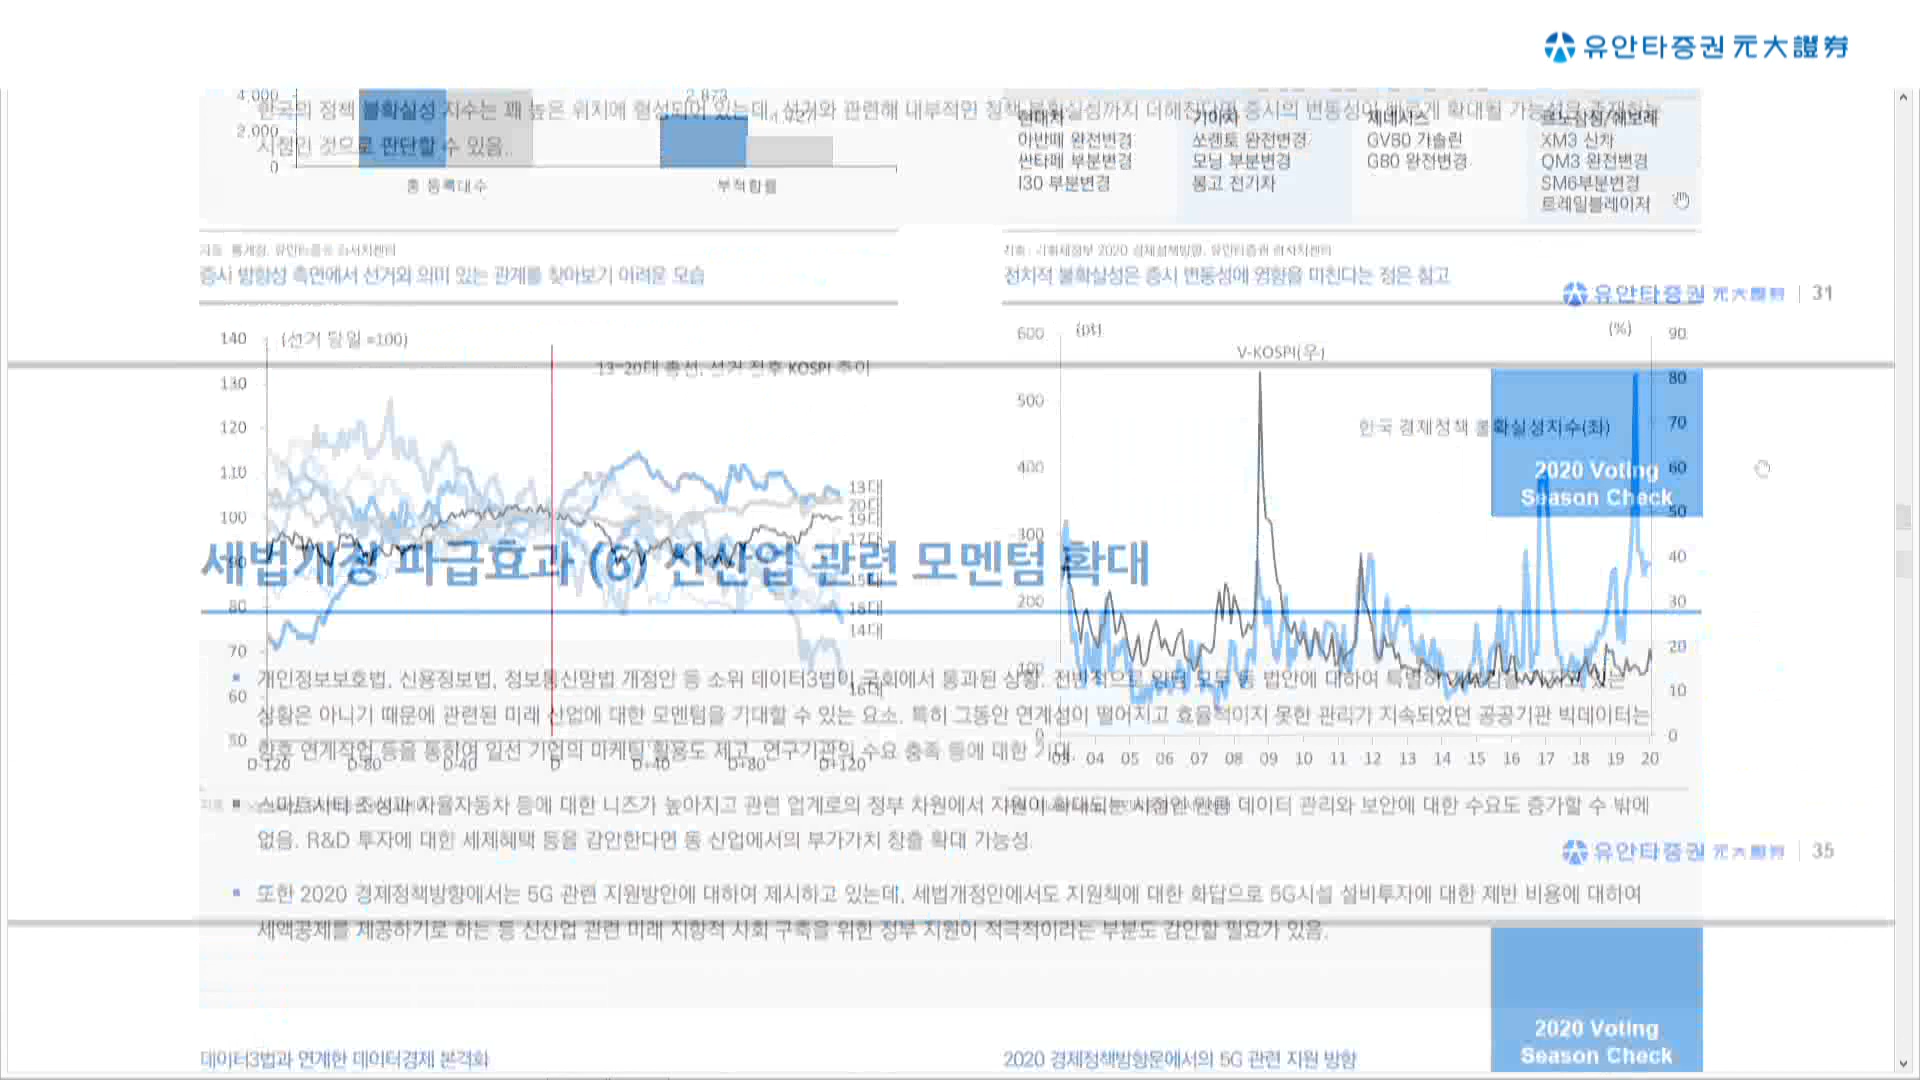 유안타증권 元大證券
4,000
2,873
한국의 정책 불확실성 지수는 꽤 높은 위치에 형성되어 있는데, 선거와 관련해 내부적인 정책 불확실성까지 더해진다면 증시의 변동성이 빠르게 확대될 가능성은 존재하는
2,000
시점인 것으로 판단할 수 있음.
0
총 등록대수
부적합률
현대차
아반떼 완전변경
싼타페 부분변경
I30 부분변경
기아차
쏘렌토 완전변경
모닝 부분변경
봉고 전기차
제네시스
GV80 가솔린
G80 완전변경
르노삼성/쉐보레
XM3 신차
QM3 완전변경
SM6부분변경
트레일블레이저
증시 방향성 측면에서 선거와 의미 있는 관계를 찾아보기 어려운 모습
정치적 불확실성은 증시 변동성에 영향을 미친다는 점은 참고
유안타증권 元大證券 | 31
(선거 당일 =100)
13~20대 총선, 선거 전후 KOSPI 추이
140
130
120
110
100
90
80
70
60
50
13대
20대
19대
17대
15대
18대
14대
16대
D-120 D-80 D-40 D D+40 D+80 D+120
(pt)
(%)
V-KOSPI(우)
한국 경제정책 불확실성지수(좌)
600
500
400
300
200
100
0
90
80
70
60
50
40
30
20
10
0
03 04 05 06 07 08 09 10 11 12 13 14 15 16 17 18 19 20
2020 Voting
Season Check
세법개정 파급효과 (6) 신산업 관련 모멘텀 확대
개인정보보호법, 신용정보법, 정보통신망법 개정안 등 소위 데이터3법이 국회에서 통과된 상황. 전반적으로 여야 모두 동 법안에 대하여
상황은 아니기 때문에 관련된 미래 산업에 대한 모멘텀을 기대할 수 있는 요소. 특히 그동안 연계성이 떨어지고 효율적이지 못한 관리가 지속되었던 공공기관 빅데이터는
향후 연계작업 등을 통하여 일선 기업의 마케팅 활용도 제고, 연구기관의 수요 충족 등에 대한 기대.
스마트시티 조성과 자율자동차 등에 대한 니즈가 높아지고 관련 업계로의 정부 차원에서 지원이 확대되는 시점인 만큼 데이터 관리와 보안에 대한 수요도 증가할 수 밖에
없음. R&D 투자에 대한 세제혜택 등을 감안한다면 동 산업에서의 부가가치 창출 확대 가능성.
유안타증권 元大證券 | 35
또한 2020 경제정책방향에서는 5G 관련 지원방안에 대하여 제시하고 있는데, 세법개정안에서도 지원책에 대한 화답으로 5G시설 설비투자에 대한 제반 비용에 대하여
세액공제를 제공하기로 하는 등 신산업 관련 미래 지향적 사회 구축을 위한 정부 지원이 적극적이라는 부분도 감안할 필요가 있음.
2020 Voting
Season Check
데이터3법과 연계한 데이터경제 본격화
2020 경제정책방향문에서의 5G 관련 지원 방향